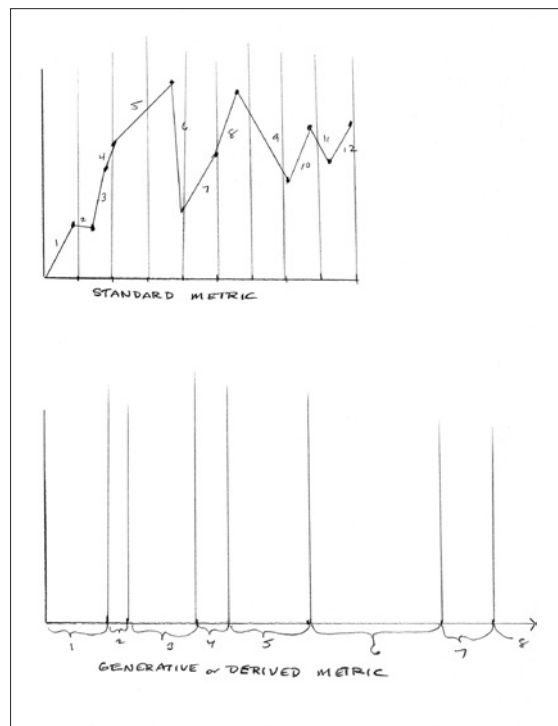 1 2 3 4 5 6 7 8 9 10 11 12
STANDARD METRIC
1 2 3 4 5 6 7 8
GENERATIVE or DERIVED METRIC